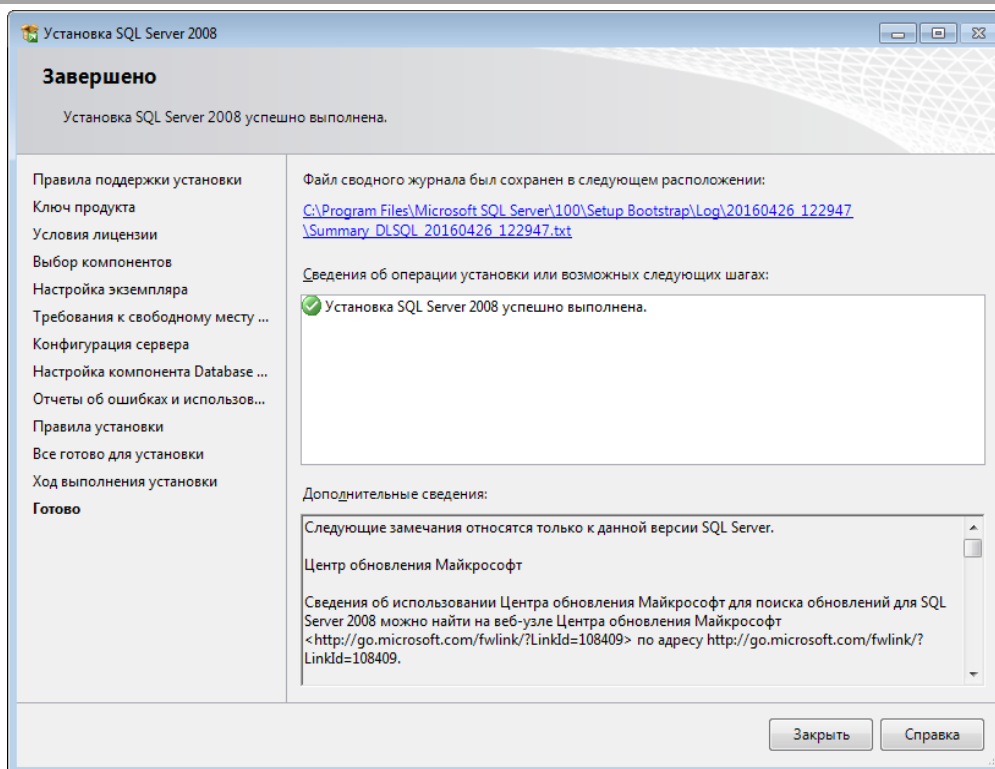 Установка SQL Server 2008
Завершено
Установка SQL Server 2008 успешно выполнена.
Правила поддержки установки
Ключ продукта
Условия лицензии
Выбор компонентов
Настройка экземпляра
Требования к свободному месту ...
Конфигурация сервера
Настройка компонента Database ...
Отчеты об ошибках и использов...
Правила установки
Все готово для установки
Ход выполнения установки
Готово
Файл сводного журнала был сохранен в следующем расположении:
C:\Program Files\Microsoft SQL Server\100\Setup Bootstrap\Log\20160426_122947
\Summary_DLSQL_20160426_122947.txt
Сведения об операции установки или возможных следующих шагах:
Установка SQL Server 2008 успешно выполнена.
Дополнительные сведения:
Следующие замечания относятся только к данной версии SQL Server.
Центр обновления Майкрософт
Сведения об использовании Центра обновления Майкрософт для поиска обновлений для SQL
Server 2008 можно найти на веб-узле Центра обновления Майкрософт
<http://go.microsoft.com/fwlink/?LinkId=108409> по адресу http://go.microsoft.com/fwlink/?
LinkId=108409.
Закрыть
Справка